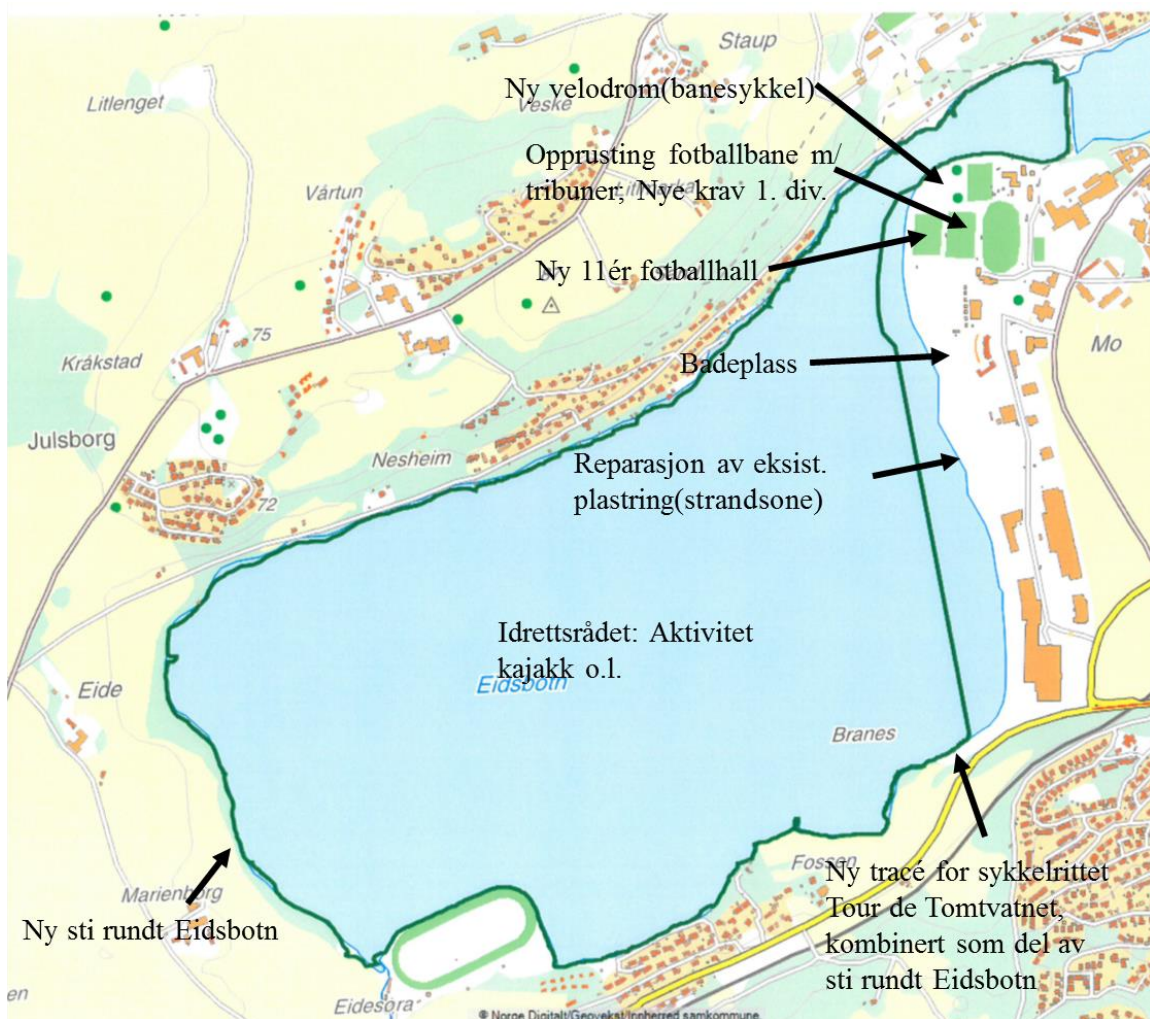 Staup
Ny velodrom(banesykkel)
Litlenget
Veske
Opprusting fotballbane m/
tribuner, Nye krav 1. div.
Vårtun
Ny 11ér fotballhall
75
Kråkstad
Mo
Badeplass
Julsborg
Nesheim
72
Reparasjon av eksist.
plastring(strandsone)
Idrettsrådet: Aktivitet
kajakk o.l.
Eidsbotn
Eide
Branes
Fossen
Ny tracé for sykkelrittet
Tour de Tomtvatnet,
kombinert som del av
sti rundt Eidsbotn
Marienborg
Ny sti rundt Eidsbotn
Eidesøra
en
© Norge Digitalt/Geovekst/Innherred samkommune